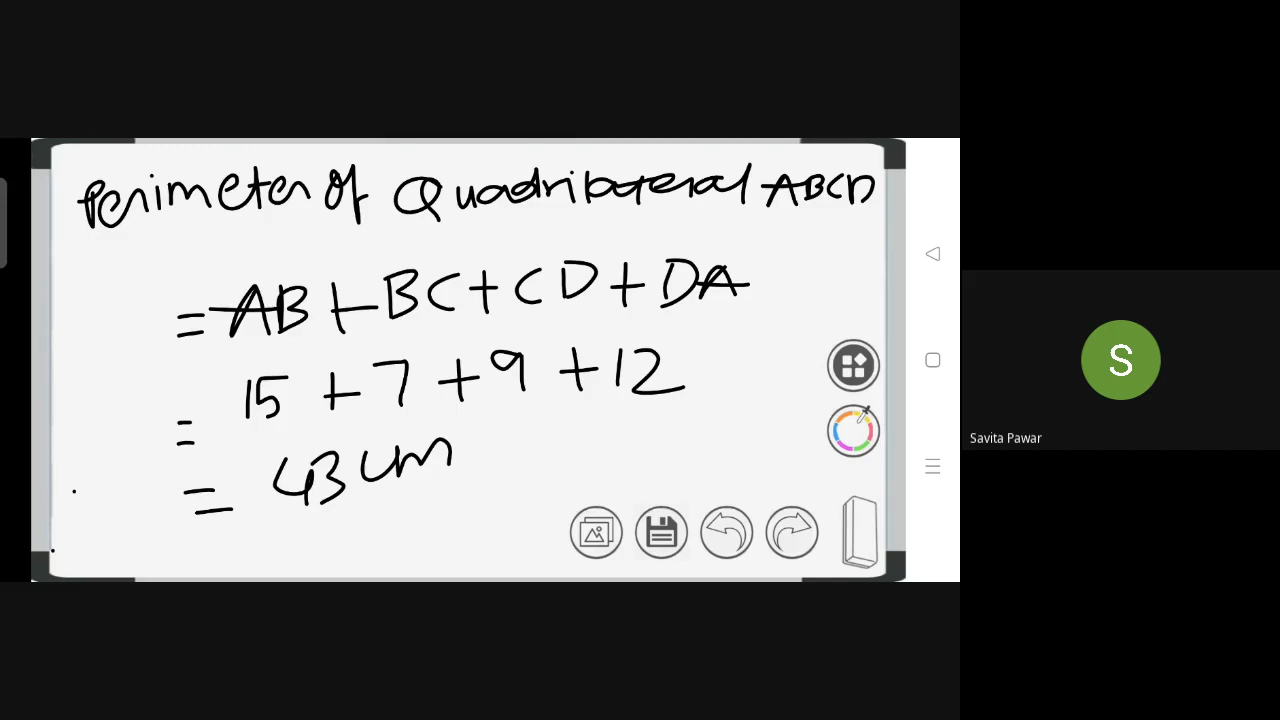 Perimeter of Quadrilateral ABCD
= AB + BC + CD + DA
= 15 + 7 + 9 + 12
= 43 cm
S
Savita Pawar